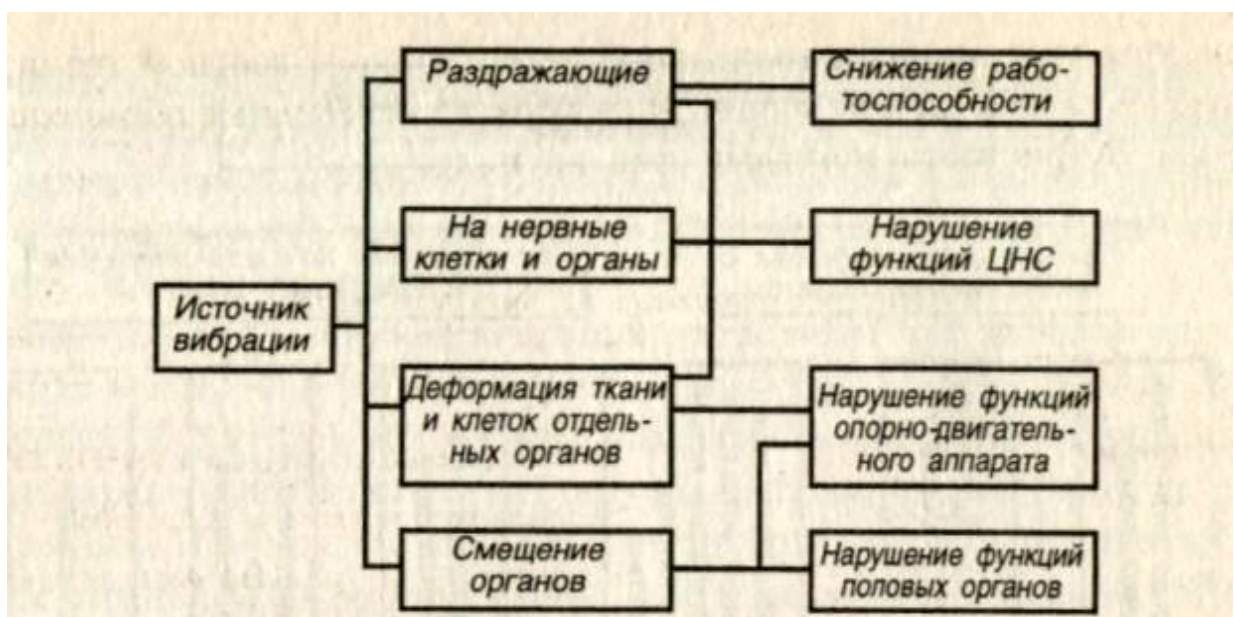 Раздражающие
Снижение рабо-
тоспособности
На нервные
клетки и органы
Нарушение
функций ЦНС
Источник
вибрации
Деформация ткани
и клеток отдель-
ных органов
Нарушение функций
опорно-двигатель-
ного аппарата
Смещение
органов
Нарушение функций
половых органов